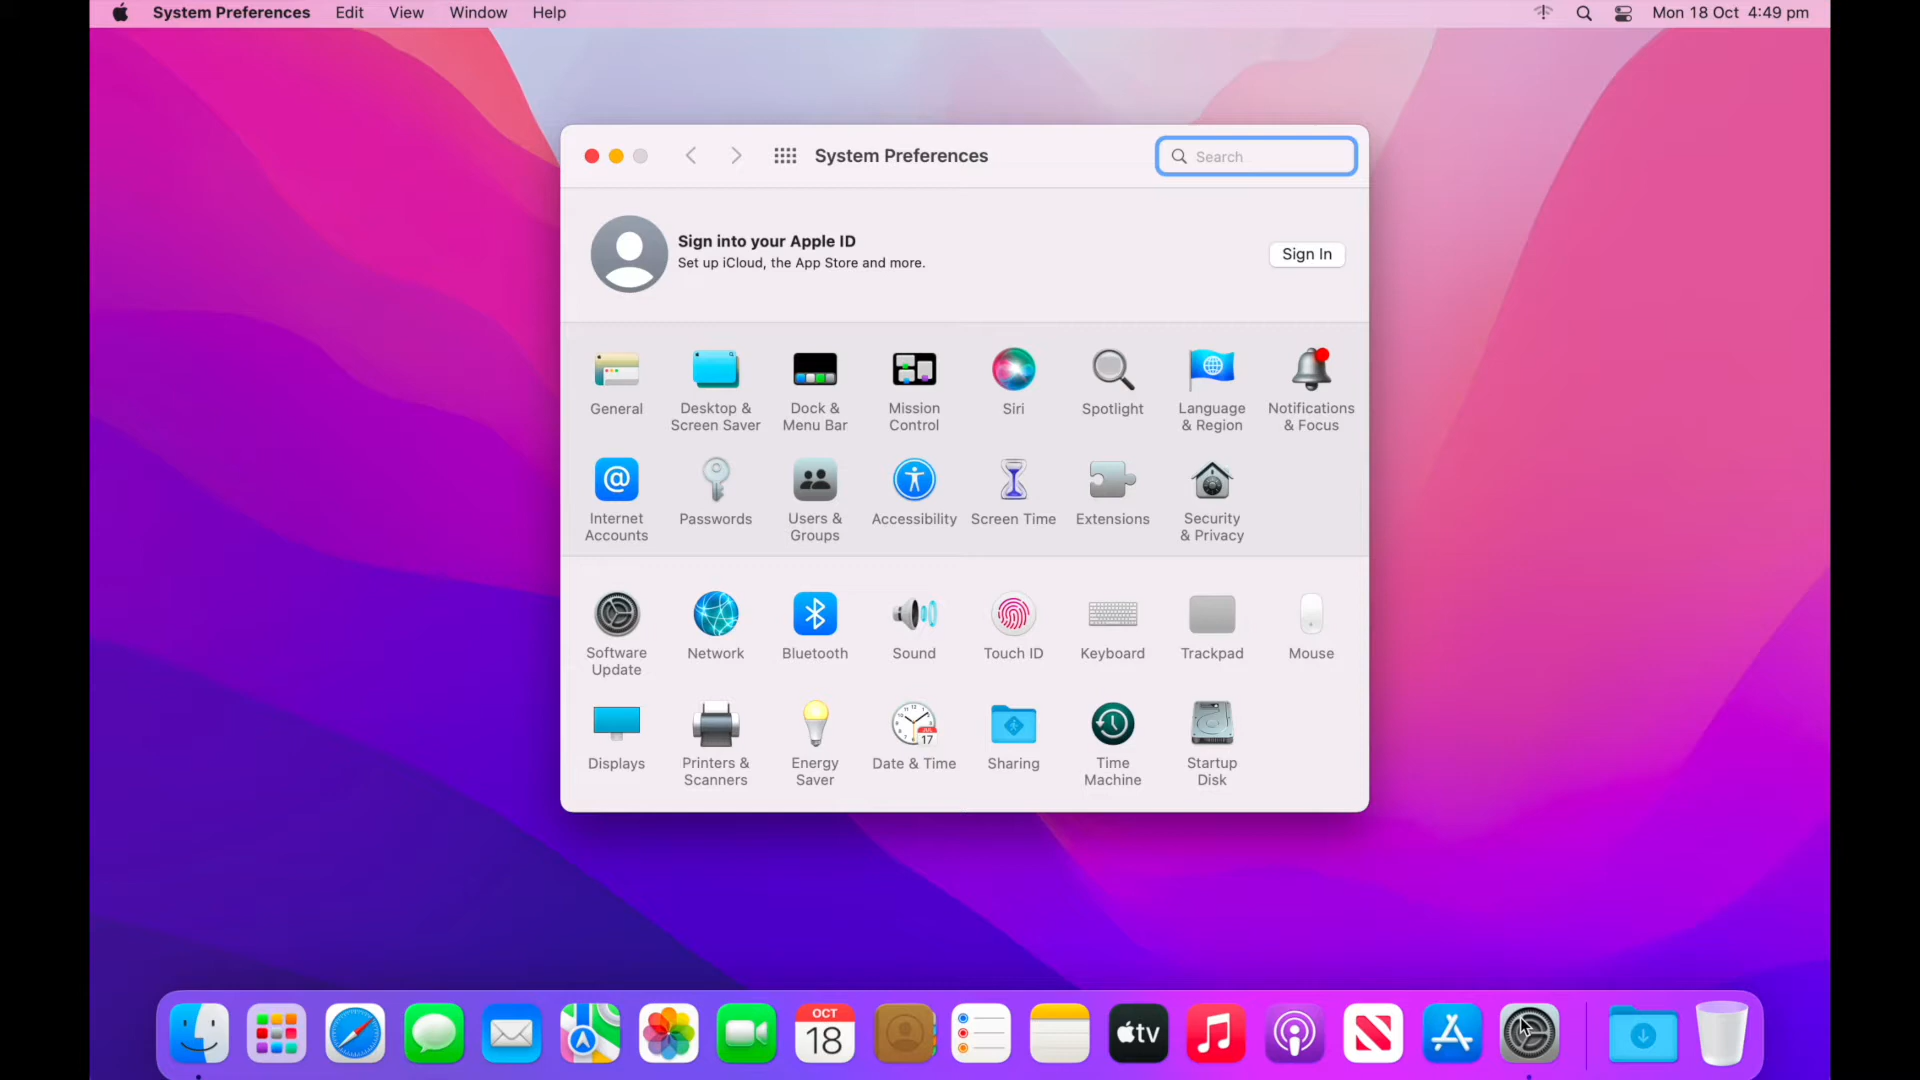 System Preferences Edit View Window Help Mon 18 Oct 4:49 pm
System Preferences Search
Sign into your Apple ID
Set up iCloud, the App Store and more.
Sign In
General Desktop & Screen Saver Dock & Menu Bar Mission Control Siri Spotlight Language & Region Notifications & Focus
@
Internet Accounts Passwords Users & Groups Accessibility Screen Time Extensions Security & Privacy
Software Update Network Bluetooth Sound Touch ID Keyboard Trackpad Mouse
17
Displays Printers & Scanners Energy Saver Date & Time Sharing Time Machine Startup Disk
OCT
18
tv